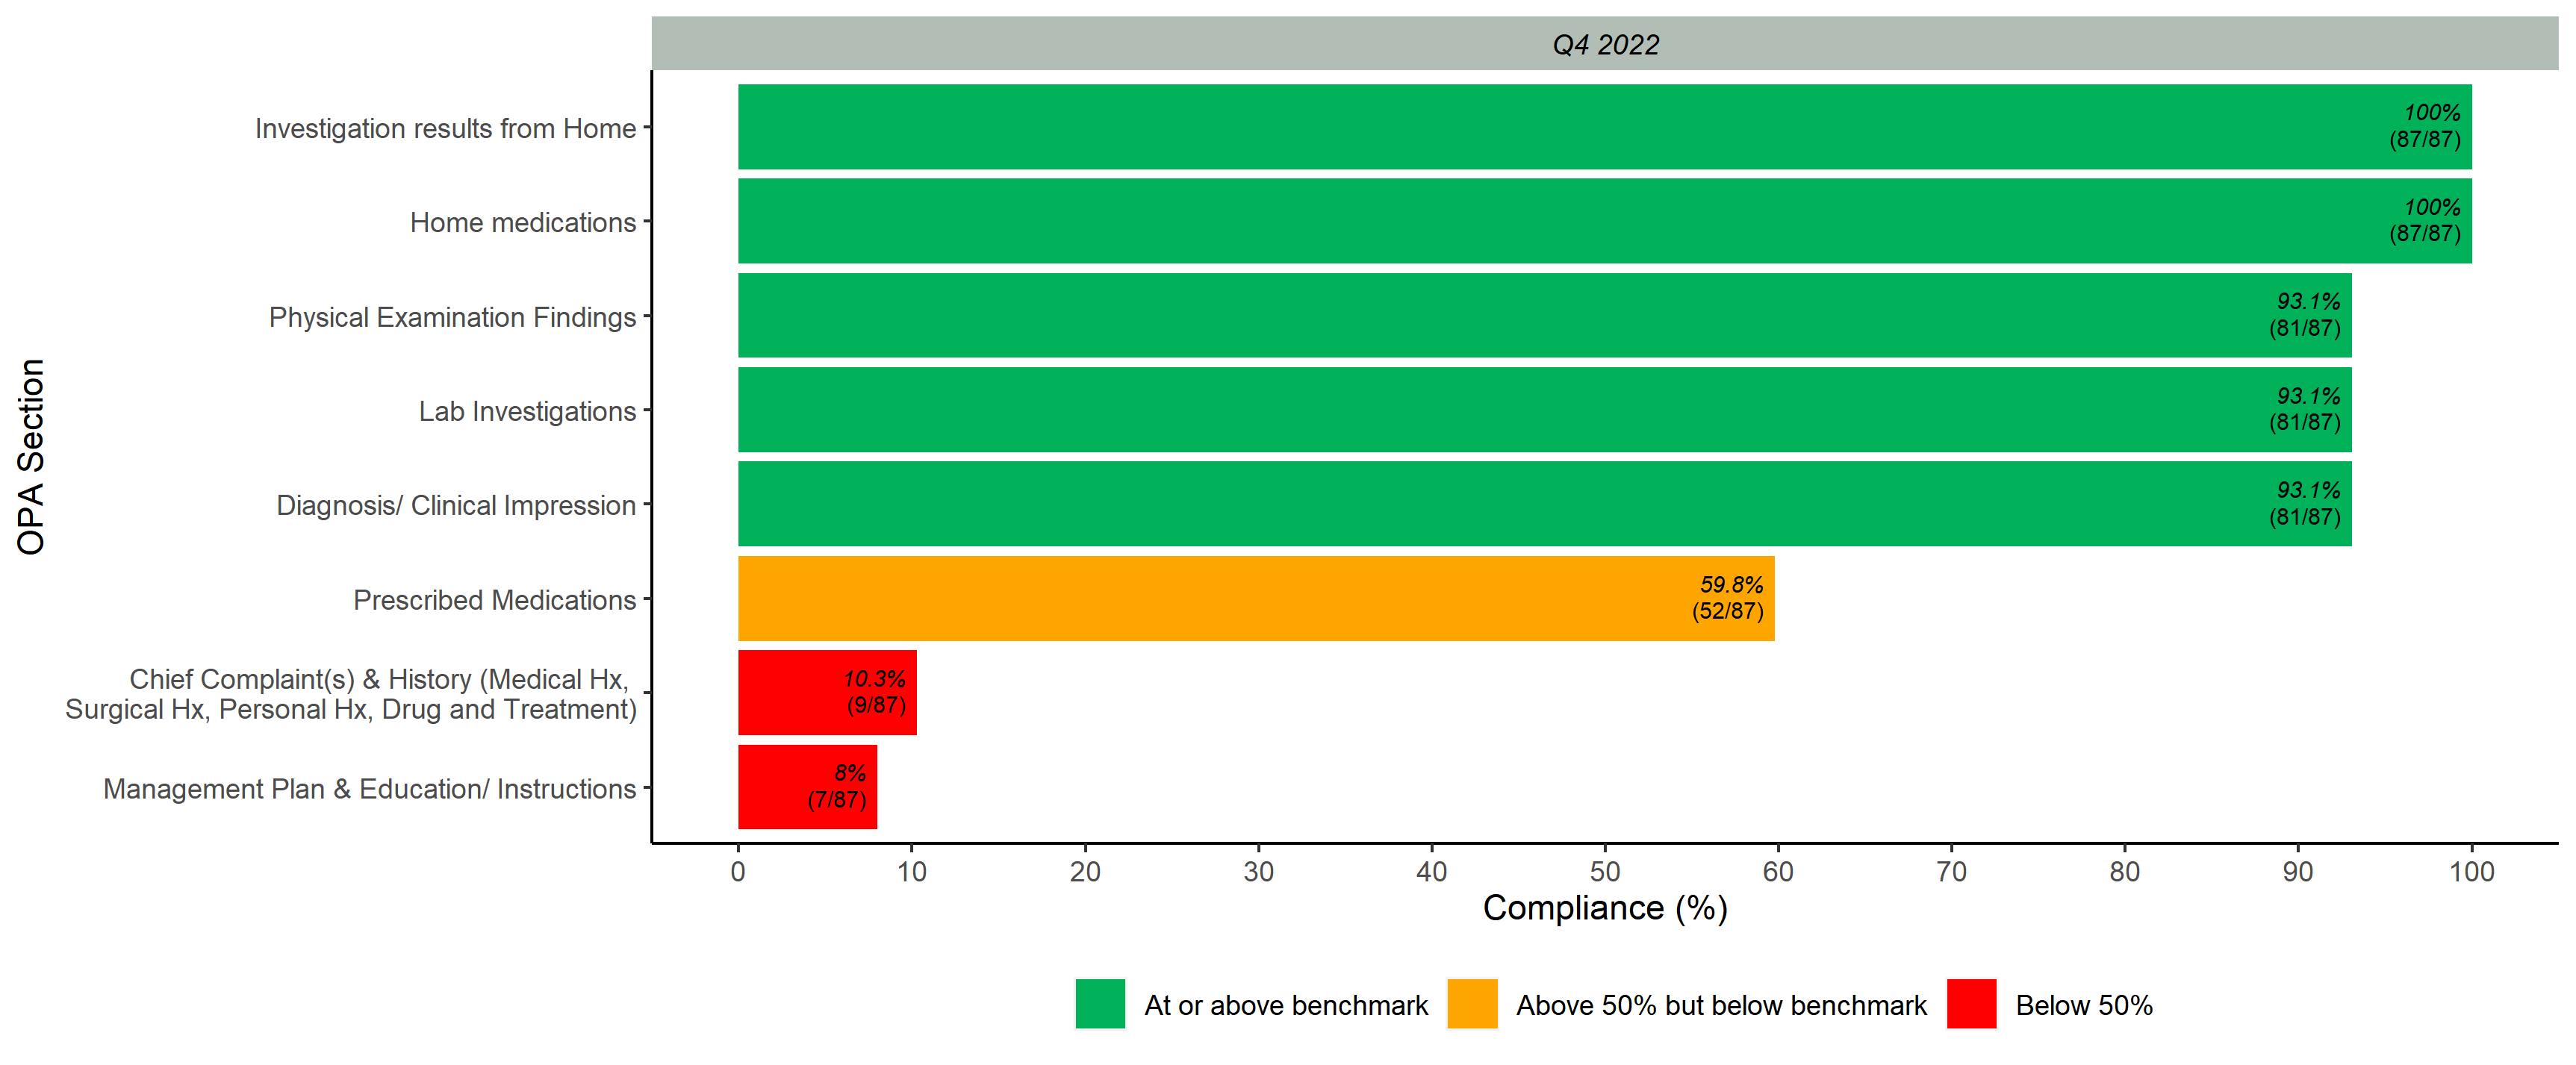 Q4 2022
OPA Section
Investigation results from Home
100%
(87/87)
Home medications
100%
(87/87)
Physical Examination Findings
93.1%
(81/87)
Lab Investigations
93.1%
(81/87)
Diagnosis/ Clinical Impression
93.1%
(81/87)
Prescribed Medications
59.8%
(52/87)
Chief Complaint(s) & History (Medical Hx,
Surgical Hx, Personal Hx, Drug and Treatment)
10.3%
(9/87)
Management Plan & Education/ Instructions
8%
(7/87)
0 10 20 30 40 50 60 70 80 90 100
Compliance (%)
At or above benchmark Above 50% but below benchmark Below 50%